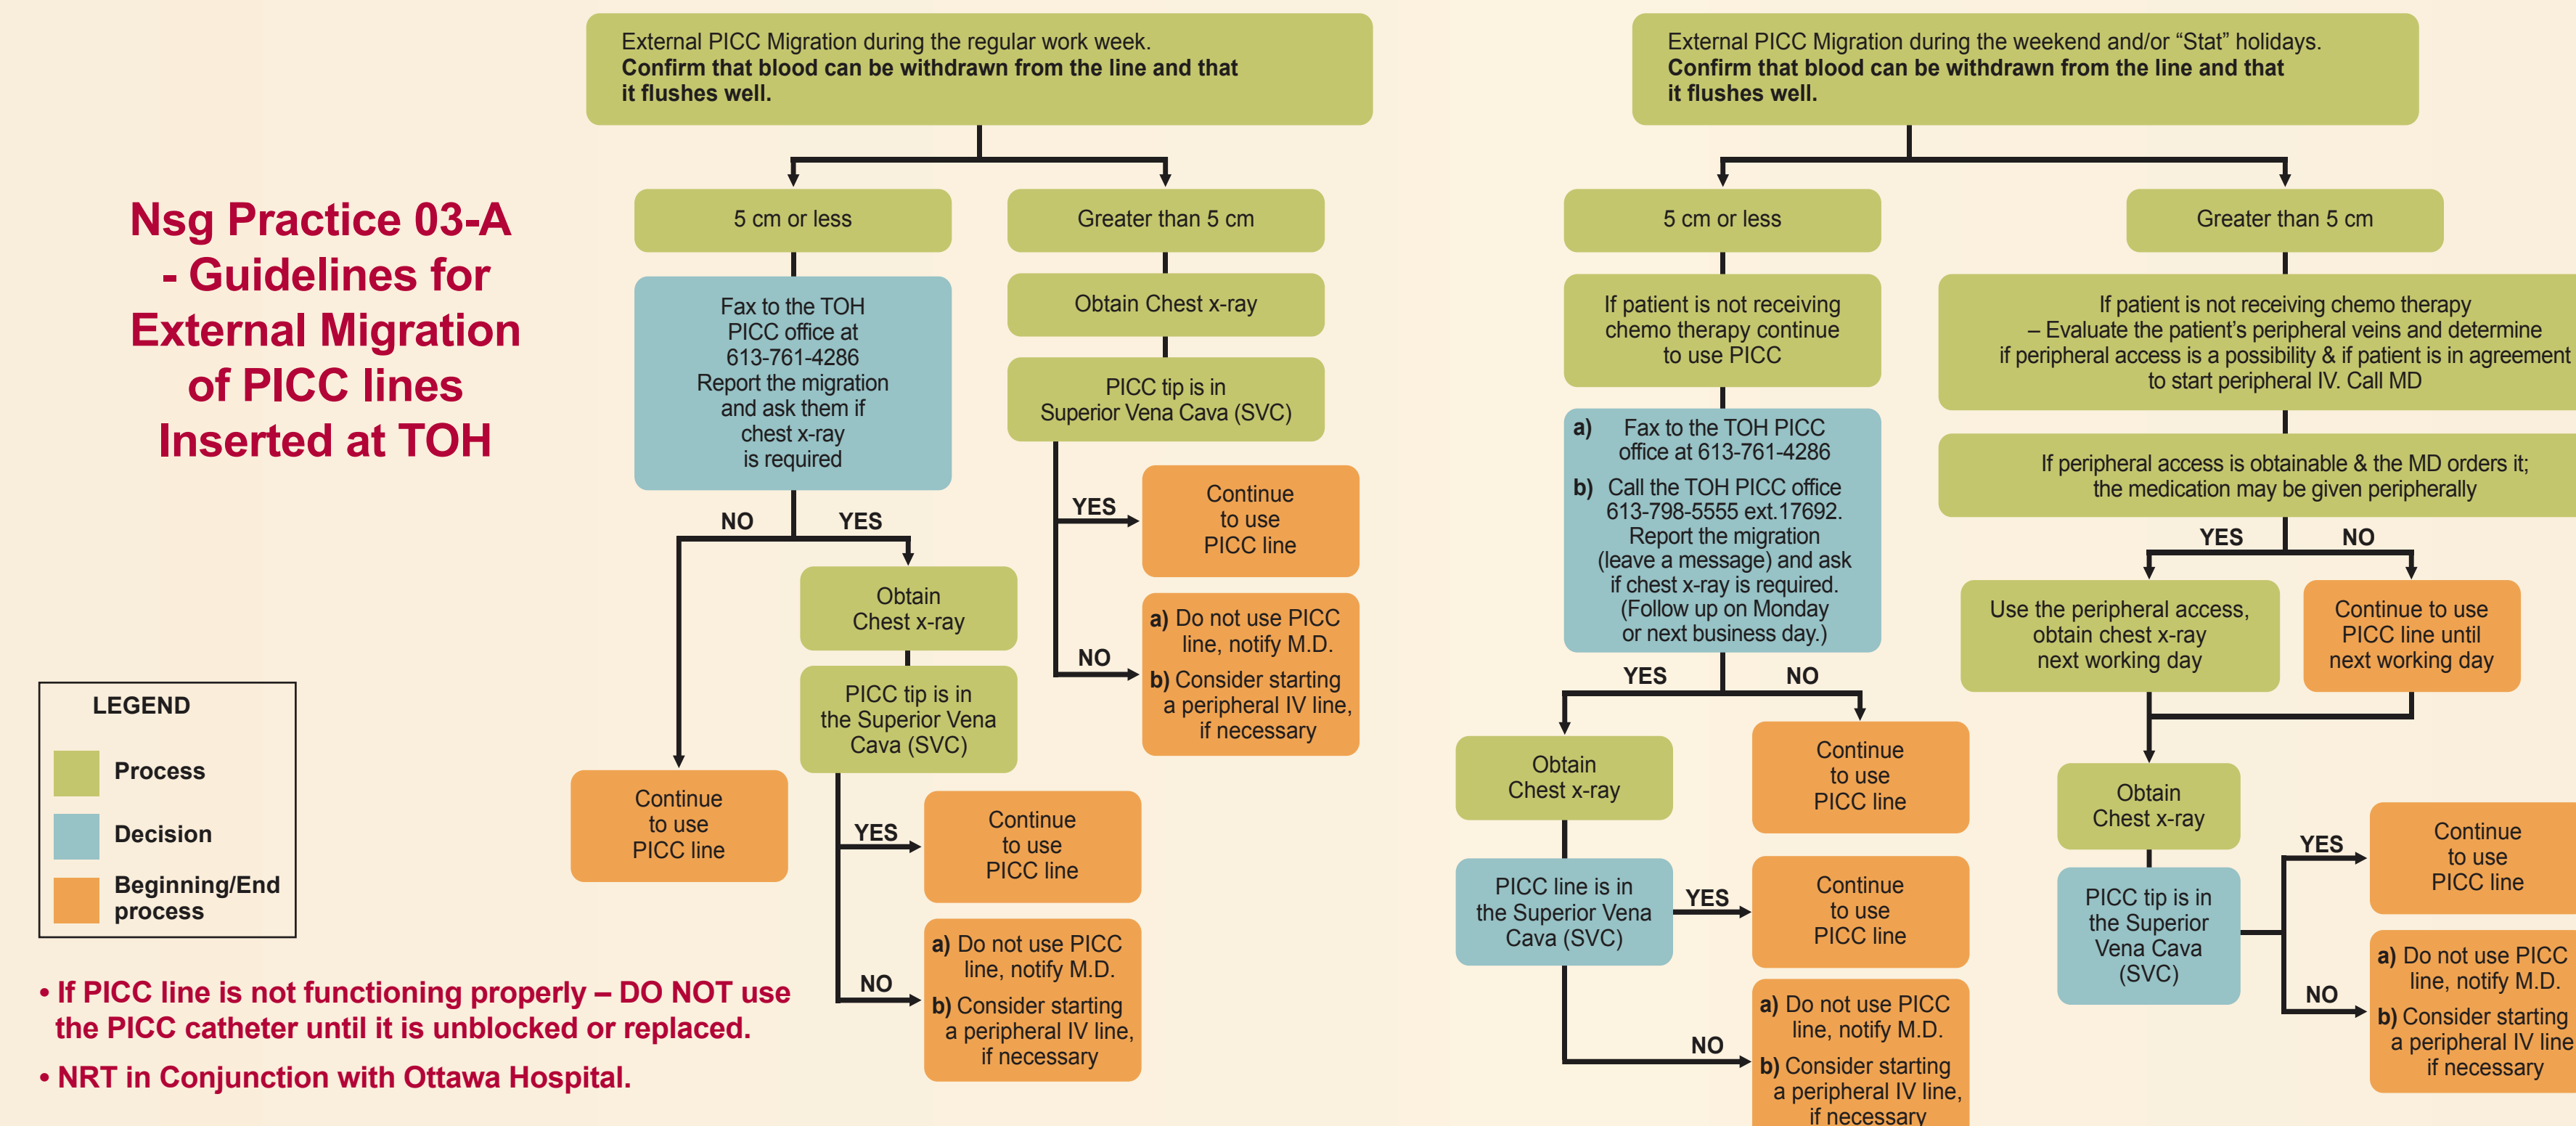 Nsg Practice 03-A
- Guidelines for
External Migration
of PICC lines
Inserted at TOH
LEGEND
Process
Decision
Beginning/End
process
• If PICC line is not functioning properly – DO NOT use
the PICC catheter until it is unblocked or replaced.
• NRT in Conjunction with Ottawa Hospital.
External PICC Migration during the regular work week.
Confirm that blood can be withdrawn from the line and that
it flushes well.
5 cm or less
Fax to the TOH
PICC office at
613-761-4286
Report the migration
and ask them if
chest x-ray
is required
NO
YES
Continue
to use
PICC line
Obtain
Chest x-ray
PICC tip is in
the Superior Vena
Cava (SVC)
YES
Continue
to use
PICC line
NO
a) Do not use PICC
line, notify M.D.
b) Consider starting
a peripheral IV line,
if necessary
Greater than 5 cm
Obtain Chest x-ray
PICC tip is in
Superior Vena Cava (SVC)
YES
Continue
to use
PICC line
NO
a) Do not use PICC
line, notify M.D.
b) Consider starting
a peripheral IV line,
if necessary
External PICC Migration during the weekend and/or “Stat” holidays.
Confirm that blood can be withdrawn from the line and that
it flushes well.
5 cm or less
If patient is not receiving
chemo therapy continue
to use PICC
a) Fax to the TOH PICC
office at 613-761-4286
b) Call the TOH PICC office
613-798-5555 ext.17692.
Report the migration
(leave a message) and ask
if chest x-ray is required.
(Follow up on Monday
or next business day.)
YES
NO
Obtain
Chest x-ray
Continue
to use
PICC line
PICC line is in
the Superior Vena
Cava (SVC)
YES
Continue
to use
PICC line
NO
a) Do not use PICC
line, notify M.D.
b) Consider starting
a peripheral IV line,
if necessary
Greater than 5 cm
If patient is not receiving chemo therapy
– Evaluate the patient’s peripheral veins and determine
if peripheral access is a possibility & if patient is in agreement
to start peripheral IV. Call MD
If peripheral access is obtainable & the MD orders it;
the medication may be given peripherally
YES
NO
Use the peripheral access,
obtain chest x-ray
next working day
Continue to use
PICC line until
next working day
Obtain
Chest x-ray
PICC tip is in
the Superior
Vena Cava
(SVC)
YES
Continue
to use
PICC line
NO
a) Do not use PICC
line, notify M.D.
b) Consider starting
a peripheral IV line
if necessary